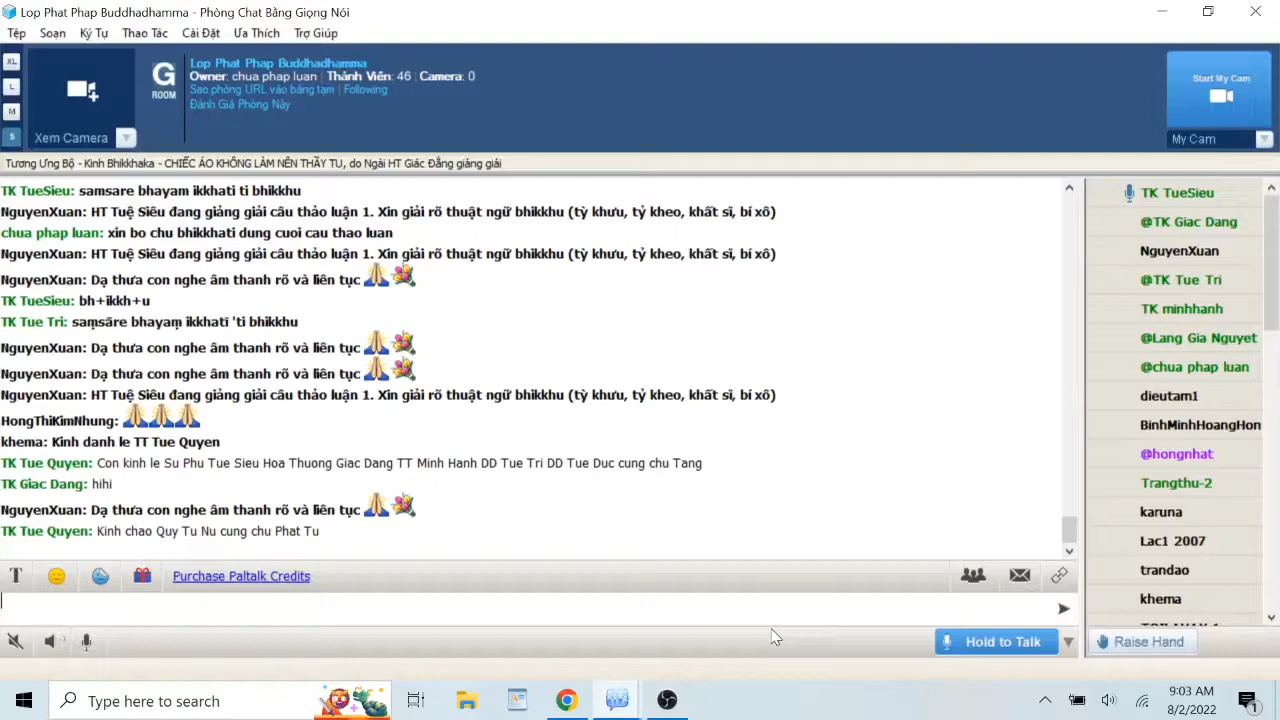 Lop Phat Phap Buddhadhamma - Phòng Chat Bằng Giọng Nói
Tệp Soạn Ký Tự Thao Tác Cài Đặt Ưa Thích Trợ Giúp
XL
L
M
S
Xem Camera
G
ROOM
Lop Phat Phap Buddhadhamma
Owner: chua phap luan | Thành Viên: 46 | Camera: 0
Sao phòng URL vào bảng tạm | Following
Đánh Giá Phòng Này
Start My Cam
My Cam
Tương Ưng Bộ - Kinh Bhikkhaka - CHIẾC ÁO KHÔNG LÀM NÊN THẦY TU, do Ngài HT Giác Đẳng giảng giải
TK TueSieu: samsare bhayam ikkhati ti bhikkhu
NguyenXuan: HT Tuệ Siêu đang giảng giải câu thảo luận 1. Xin giải rõ thuật ngữ bhikkhu (tỳ khưu, tỷ kheo, khất sĩ, bí xô)
chua phap luan: xin bo chu bhikkhati dung cuoi cau thao luan
NguyenXuan: HT Tuệ Siêu đang giảng giải câu thảo luận 1. Xin giải rõ thuật ngữ bhikkhu (tỳ khưu, tỷ kheo, khất sĩ, bí xô)
NguyenXuan: Dạ thưa con nghe âm thanh rõ và liên tục
TK TueSieu: bh+ikkh+u
TK Tue Tri: saṃsāre bhayaṃ ikkhatī 'ti bhikkhu
NguyenXuan: Dạ thưa con nghe âm thanh rõ và liên tục
NguyenXuan: Dạ thưa con nghe âm thanh rõ và liên tục
NguyenXuan: HT Tuệ Siêu đang giảng giải câu thảo luận 1. Xin giải rõ thuật ngữ bhikkhu (tỳ khưu, tỷ kheo, khất sĩ, bí xô)
HongThiKimNhung:
khema: Kinh danh le TT Tue Quyen
TK Tue Quyen: Con kinh le Su Phu Tue Sieu Hoa Thuong Giac Dang TT Minh Hanh DD Tue Tri DD Tue Duc cung chu Tang
TK Giac Dang: hihi
NguyenXuan: Dạ thưa con nghe âm thanh rõ và liên tục
TK Tue Quyen: Kinh chao Quy Tu Nu cung chu Phat Tu
TK TueSieu
@TK Giac Dang
NguyenXuan
@TK Tue Tri
TK minhhanh
@Lang Gia Nguyet
@chua phap luan
dieutam1
BinhMinhHoangHon
@hongnhat
Trangthu-2
karuna
Lac1 2007
trandao
khema
T Purchase Paltalk Credits
Hold to Talk
Raise Hand
Type here to search
9:03 AM
8/2/2022
1